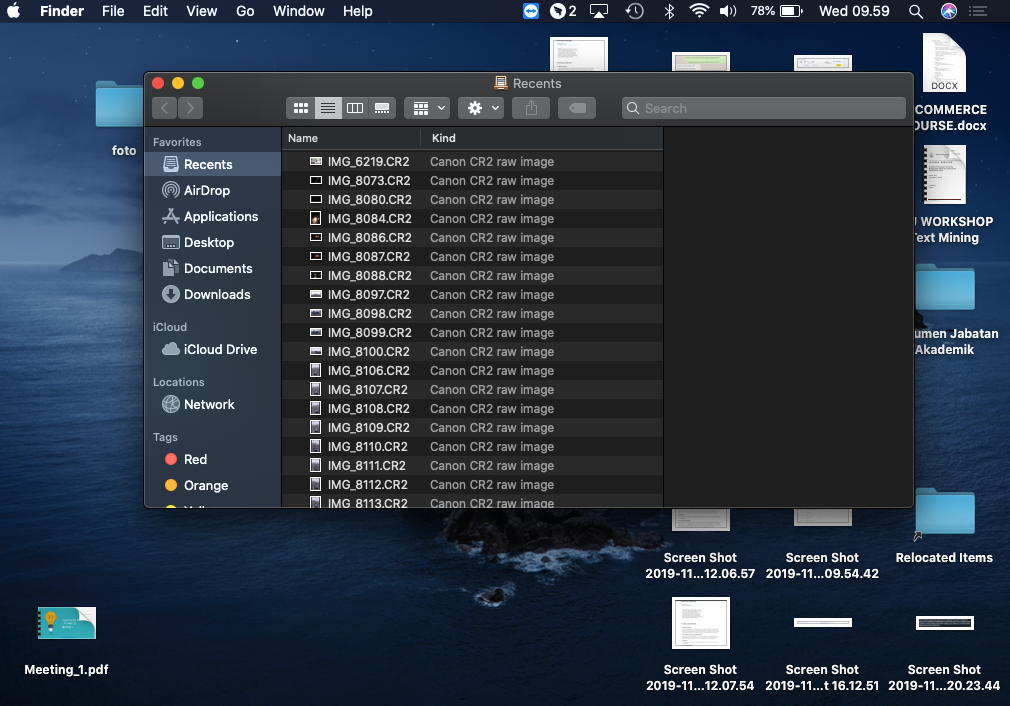 Finder File Edit View Go Window Help 2 78% Wed 09.59
Recents
Search
Favorites
Recents
AirDrop
Applications
Desktop
Documents
Downloads
iCloud
iCloud Drive
Locations
Network
Tags
Red
Orange
Name Kind
IMG_6219.CR2 Canon CR2 raw image
IMG_8073.CR2 Canon CR2 raw image
IMG_8080.CR2 Canon CR2 raw image
IMG_8084.CR2 Canon CR2 raw image
IMG_8086.CR2 Canon CR2 raw image
IMG_8087.CR2 Canon CR2 raw image
IMG_8088.CR2 Canon CR2 raw image
IMG_8097.CR2 Canon CR2 raw image
IMG_8098.CR2 Canon CR2 raw image
IMG_8099.CR2 Canon CR2 raw image
IMG_8100.CR2 Canon CR2 raw image
IMG_8106.CR2 Canon CR2 raw image
IMG_8107.CR2 Canon CR2 raw image
IMG_8108.CR2 Canon CR2 raw image
IMG_8109.CR2 Canon CR2 raw image
IMG_8110.CR2 Canon CR2 raw image
IMG_8111.CR2 Canon CR2 raw image
IMG_8112.CR2 Canon CR2 raw image
IMG_8113.CR2 Canon CR2 raw image
foto
DOCX
COMMERCE
OURSE.docx
WORKSHOP
Text Mining
umen Jabatan
Akademik
Relocated Items
Screen Shot
2019-11...12.06.57
Screen Shot
2019-11...09.54.42
Meeting_1.pdf
Screen Shot
2019-11...12.07.54
Screen Shot
2019-11...t 16.12.51
Screen Shot
2019-11...20.23.44